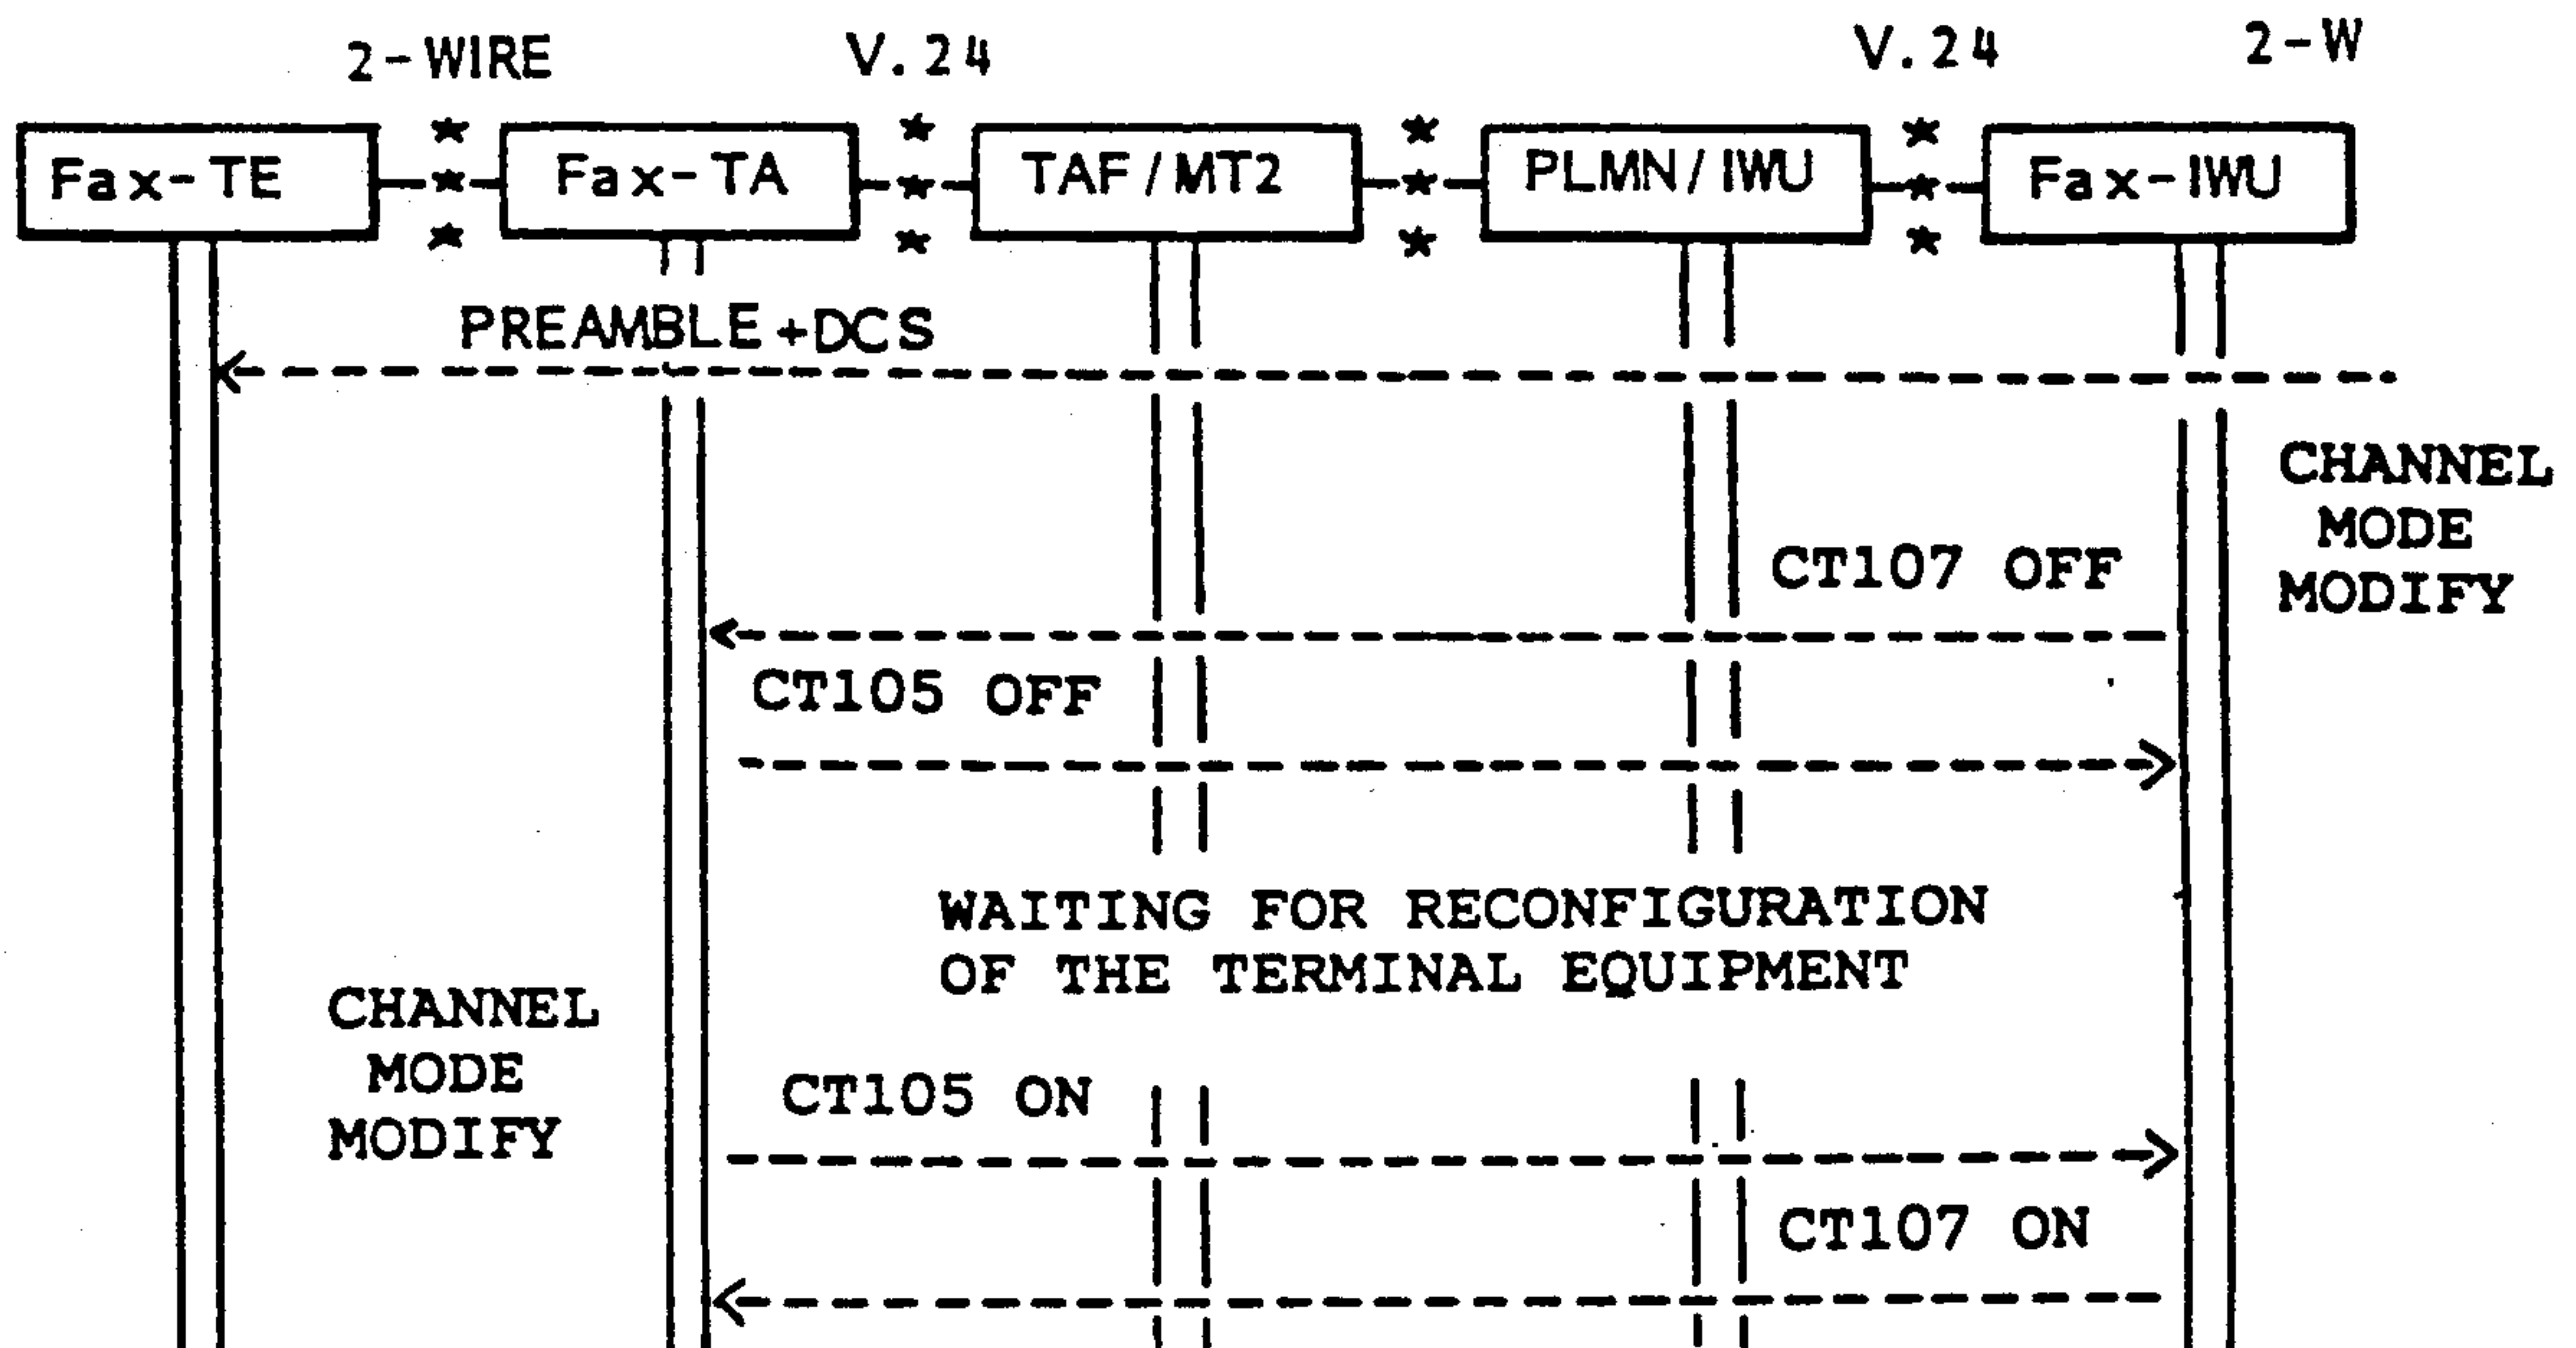 2-WIRE V.24 V.24 2-W
Fax-TE Fax-TA TAF/MT2 PLMN/IWU Fax-IWU
PREAMBLE+DCS
CHANNEL
MODE
MODIFY
CT107 OFF
CT105 OFF
WAITING FOR RECONFIGURATION
OF THE TERMINAL EQUIPMENT
CHANNEL
MODE
MODIFY
CT105 ON
CT107 ON